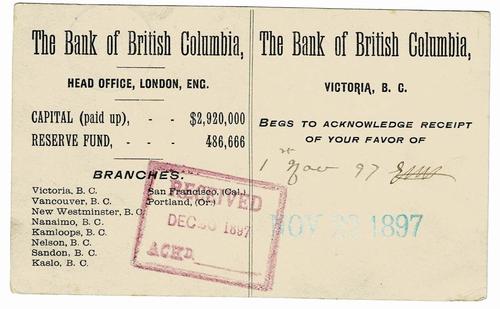 The Bank of British Columbia,
HEAD OFFICE, LONDON, ENG.
CAPITAL (paid up), - - $2,920,000
RESERVE FUND, - - 486,666
BRANCHES:
Victoria, B. C. San Francisco, (Cal.)
Vancouver, B. C. Portland, (Or.)
New Westminster, B. C.
Nanaimo, B. C.
Kamloops, B. C.
Nelson, B. C.
Sandon, B. C.
Kaslo, B. C.
RECEIVED
DEC 1897
ACKD.
The Bank of British Columbia,
VICTORIA, B. C.
BEGS TO ACKNOWLEDGE RECEIPT
OF YOUR FAVOR OF
1st Nov 97
NOV 23 1897